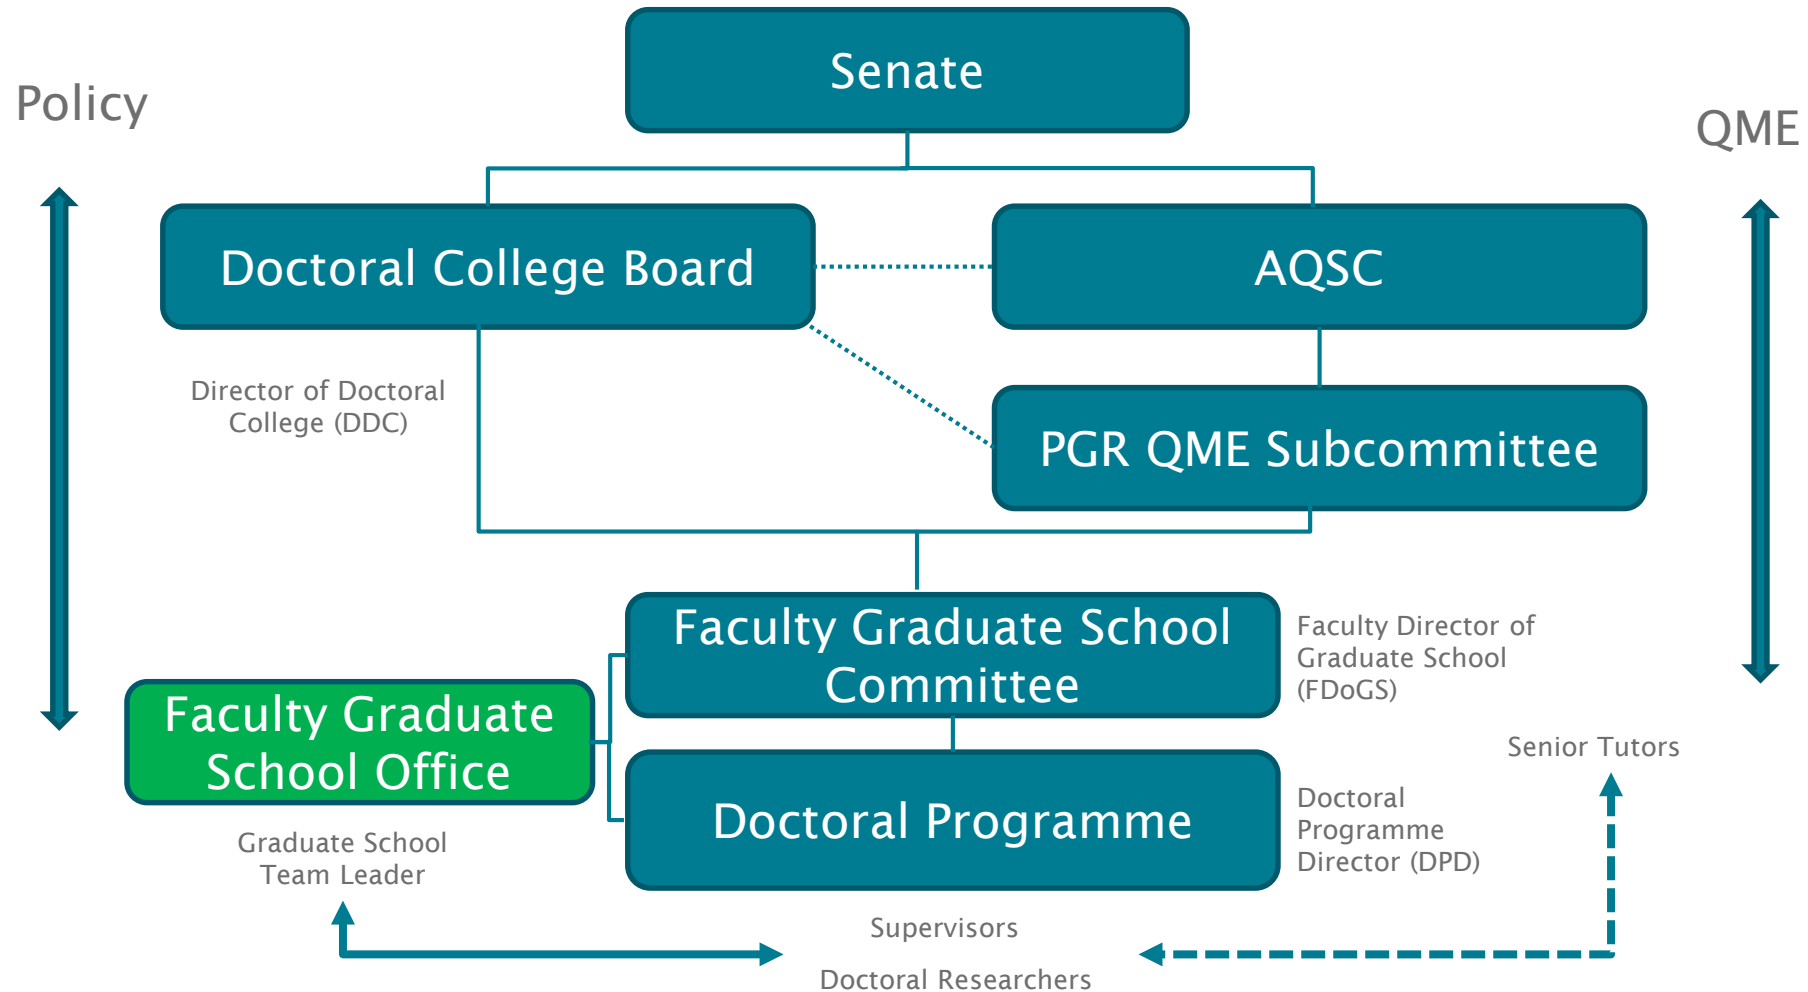 Senate
Policy
QME
Doctoral College Board
AQSC
Director of Doctoral
College (DDC)
PGR QME Subcommittee
Faculty Graduate School
Committee
Faculty Director of
Graduate School
(FDoGS)
Faculty Graduate
School Office
Senior Tutors
Doctoral Programme
Doctoral
Programme
Director (DPD)
Graduate School
Team Leader
Supervisors
Doctoral Researchers